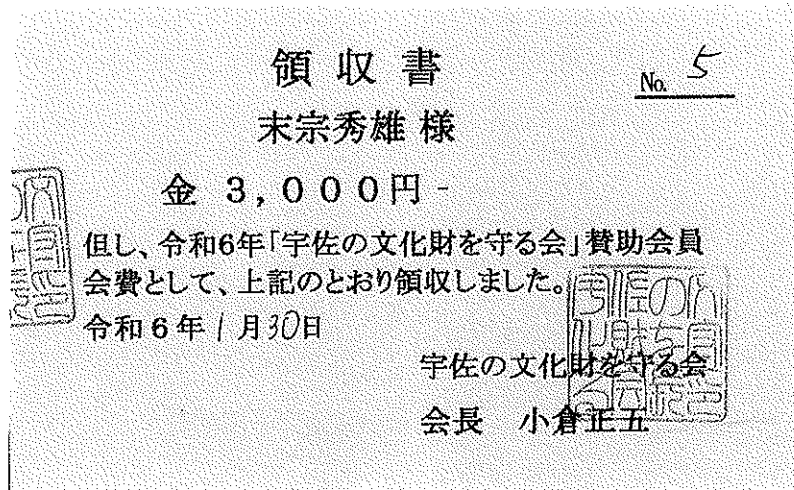 領収書
No. 5
末宗秀雄 様
金 3,000円-
但し、令和6年「宇佐の文化財を守る会」賛助会員
会費として、上記のとおり領収しました。
令和6年1月30日
宇佐の文化財を守る会
会長 小倉正五